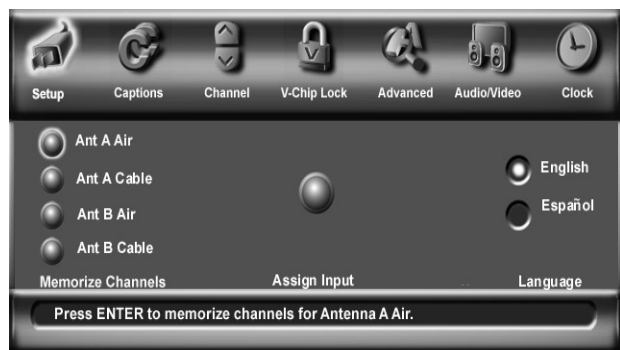 Setup Captions Channel V-Chip Lock Advanced Audio/Video Clock
Ant A Air
Ant A Cable
Ant B Air
Ant B Cable
Memorize Channels
Assign Input
English
Español
Language
Press ENTER to memorize channels for Antenna A Air.